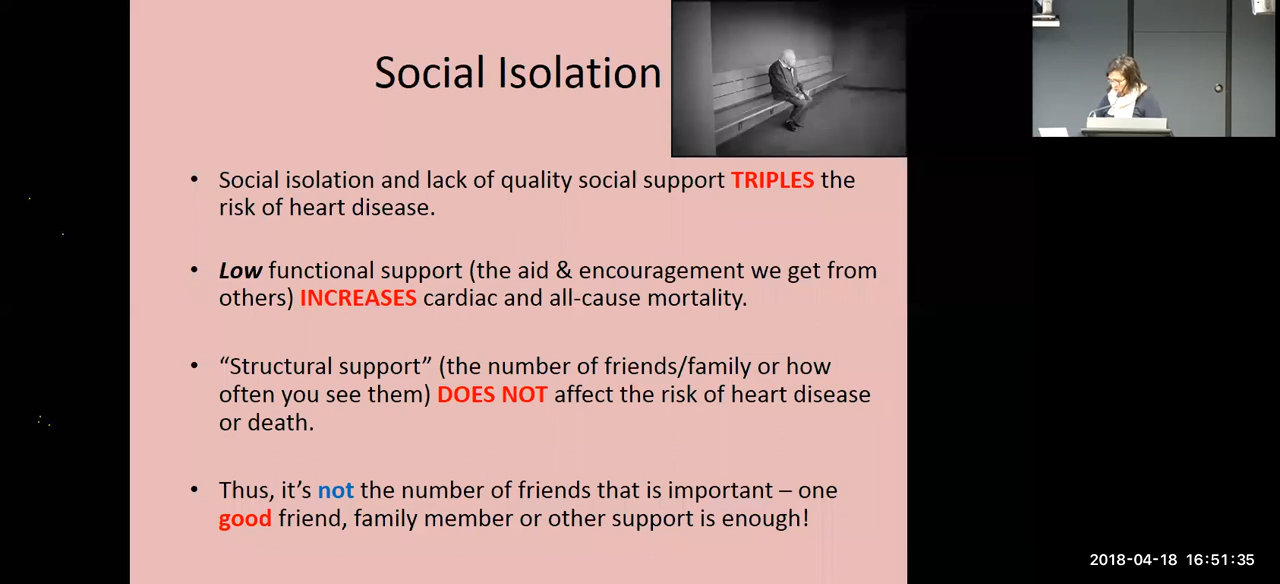 Social Isolation
• Social isolation and lack of quality social support TRIPLES the
risk of heart disease.
• Low functional support (the aid & encouragement we get from
others) INCREASES cardiac and all-cause mortality.
• “Structural support” (the number of friends/family or how
often you see them) DOES NOT affect the risk of heart disease
or death.
• Thus, it’s not the number of friends that is important – one
good friend, family member or other support is enough!
2018-04-18 16:51:35